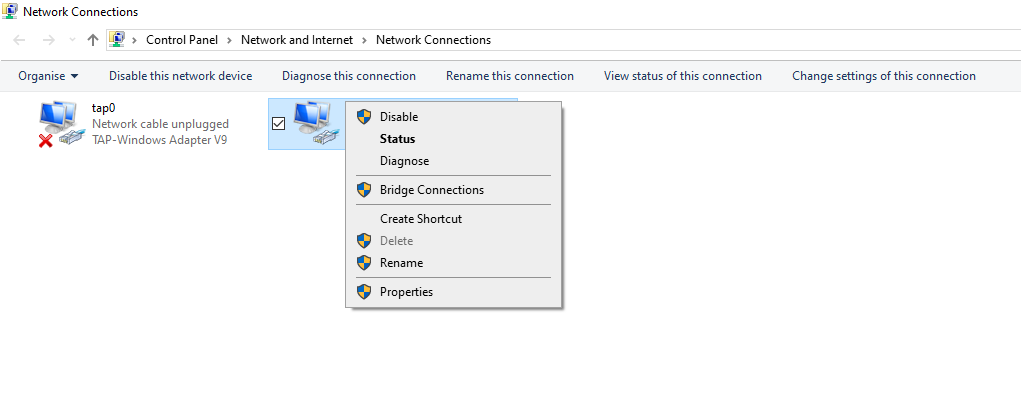 Network Connections
Control Panel > Network and Internet > Network Connections
Organise Disable this network device Diagnose this connection Rename this connection View status of this connection Change settings of this connection
tap0
Network cable unplugged
TAP-Windows Adapter V9
Disable
Status
Diagnose
Bridge Connections
Create Shortcut
Delete
Rename
Properties